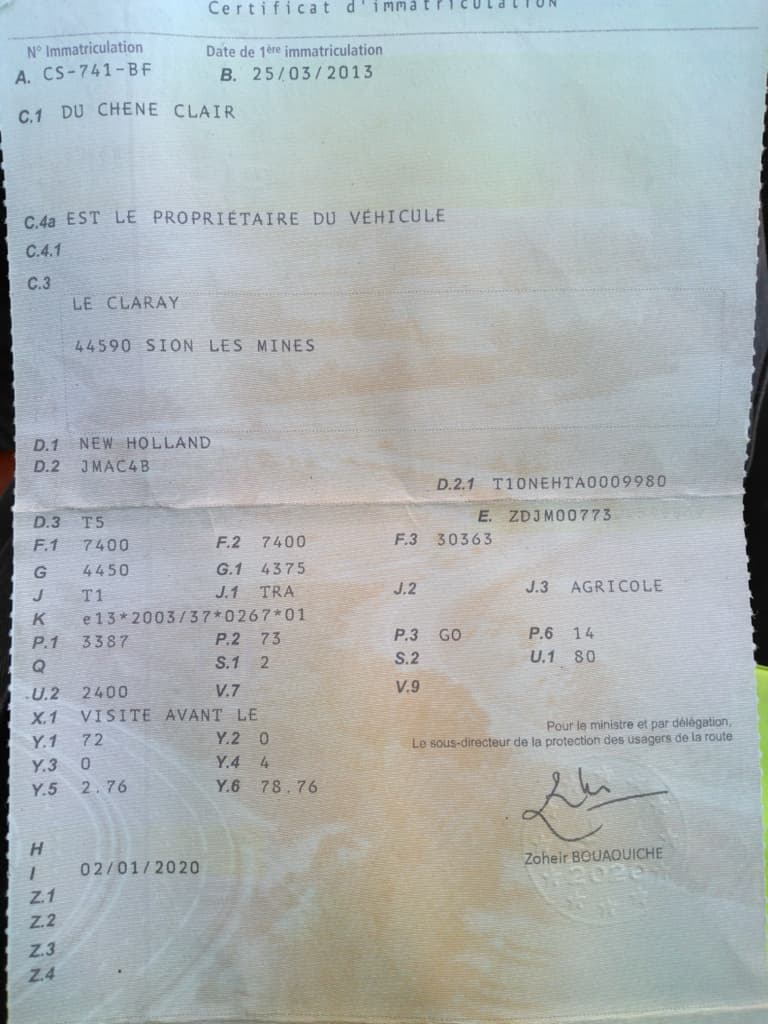 Certificat d'immatriculation
N° Immatriculation Date de 1ère immatriculation
A. CS-741-BF B. 25/03/2013
C.1 DU CHENE CLAIR
C.4a EST LE PROPRIÉTAIRE DU VÉHICULE
C.4.1
C.3
LE CLARAY
44590 SION LES MINES
D.1 NEW HOLLAND
D.2 JMAC4B
D.2.1 T10NEHTA0009980
D.3 T5 E. ZDJM00773
F.1 7400 F.2 7400 F.3 30363
G 4450 G.1 4375
J T1 J.1 TRA J.2 J.3 AGRICOLE
K e13*2003/37*0267*01
P.1 3387 P.2 73 P.3 GO P.6 14
Q S.1 2 S.2 U.1 80
U.2 2400 V.7 V.9
X.1 VISITE AVANT LE
Pour le ministre et par délégation,
Y.1 72 Y.2 0 Le sous-directeur de la protection des usagers de la route
Y.3 0 Y.4 4
Y.5 2.76 Y.6 78.76
Zoheir BOUAOUICHE
H
I 02/01/2020
2020
Z.1
Z.2
Z.3
Z.4